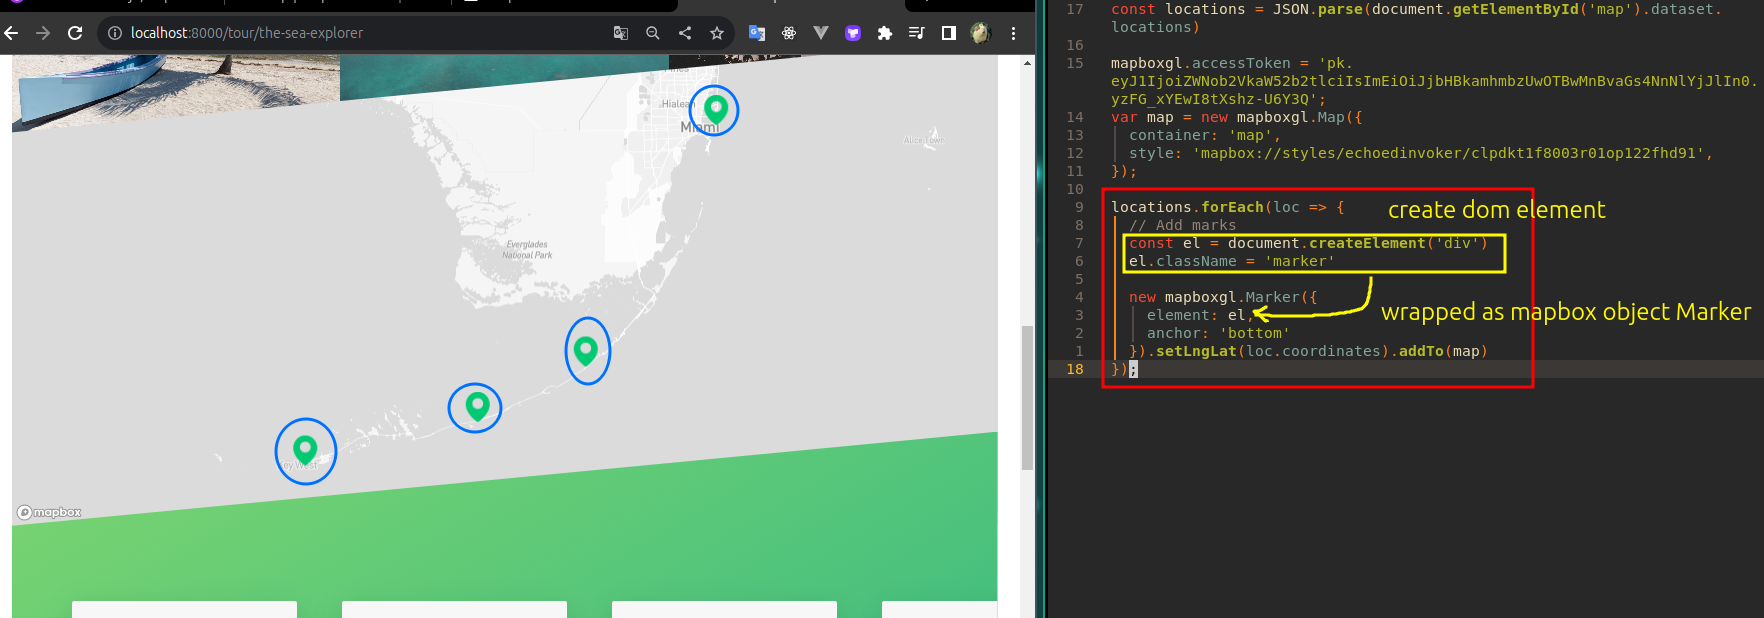 localhost:8000/tour/the-sea-explorer
Hialeah
Miami
Alice Town
Everglades
National Park
Key West
mapbox
17 const locations = JSON.parse(document.getElementById('map').dataset.
locations)
16
15 mapboxgl.accessToken = 'pk.
eyJ1IjoiZWNob2VkaW52b2tlciIsImEiOiJjbHBkamhmbzUwOTBwMnBvaGs4NnNlYjJlIn0.
yzFG_xYEwI8tXshz-U6Y3Q';
14 var map = new mapboxgl.Map({
13 container: 'map',
12 style: 'mapbox://styles/echoedinvoker/clpdkt1f8003r01op122fhd91',
11 });
10
9 locations.forEach(loc => {
create dom element
8 // Add marks
7 const el = document.createElement('div')
6 el.className = 'marker'
5
4 new mapboxgl.Marker({
3 element: el,
wrapped as mapbox object Marker
2 anchor: 'bottom'
1 }).setLngLat(loc.coordinates).addTo(map)
18 });